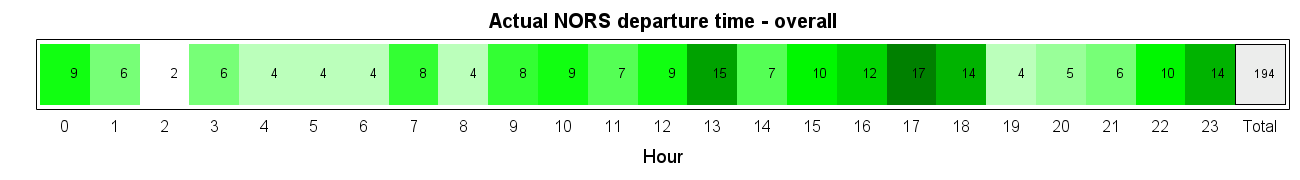 Actual NORS departure time - overall
9 6 2 6 4 4 4 8 4 8 9 7 9 15 7 10 12 17 14 4 5 6 10 14 194
0 1 2 3 4 5 6 7 8 9 10 11 12 13 14 15 16 17 18 19 20 21 22 23 Total
Hour